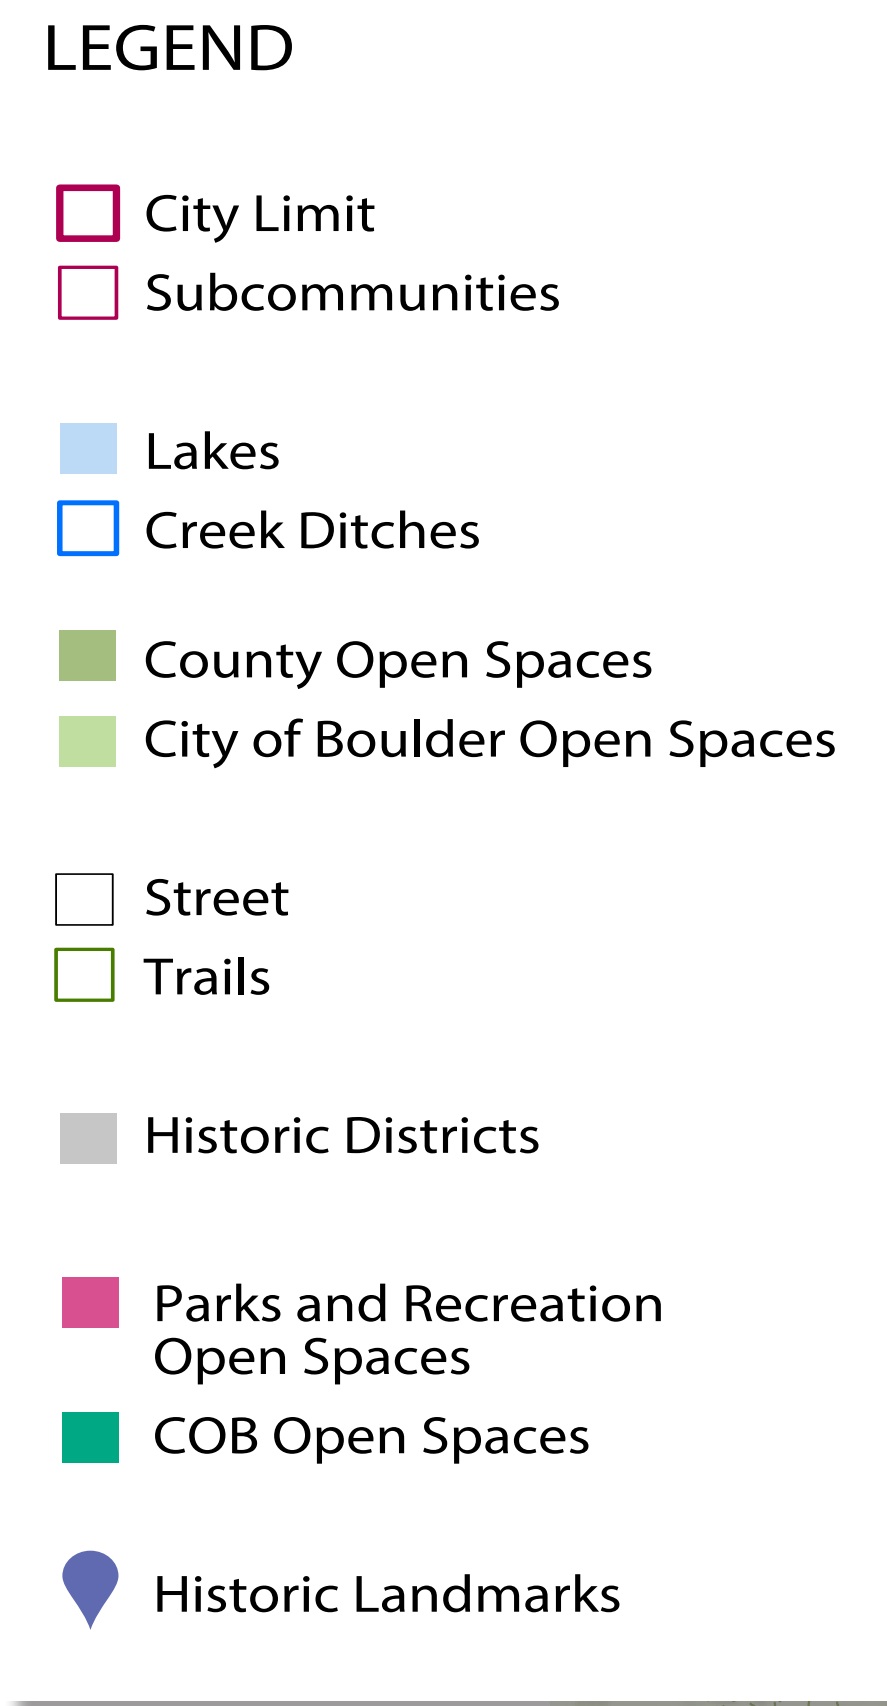 LEGEND
City Limit
Subcommunities
Lakes
Creek Ditches
County Open Spaces
City of Boulder Open Spaces
Street
Trails
Historic Districts
Parks and Recreation
Open Spaces
COB Open Spaces
Historic Landmarks